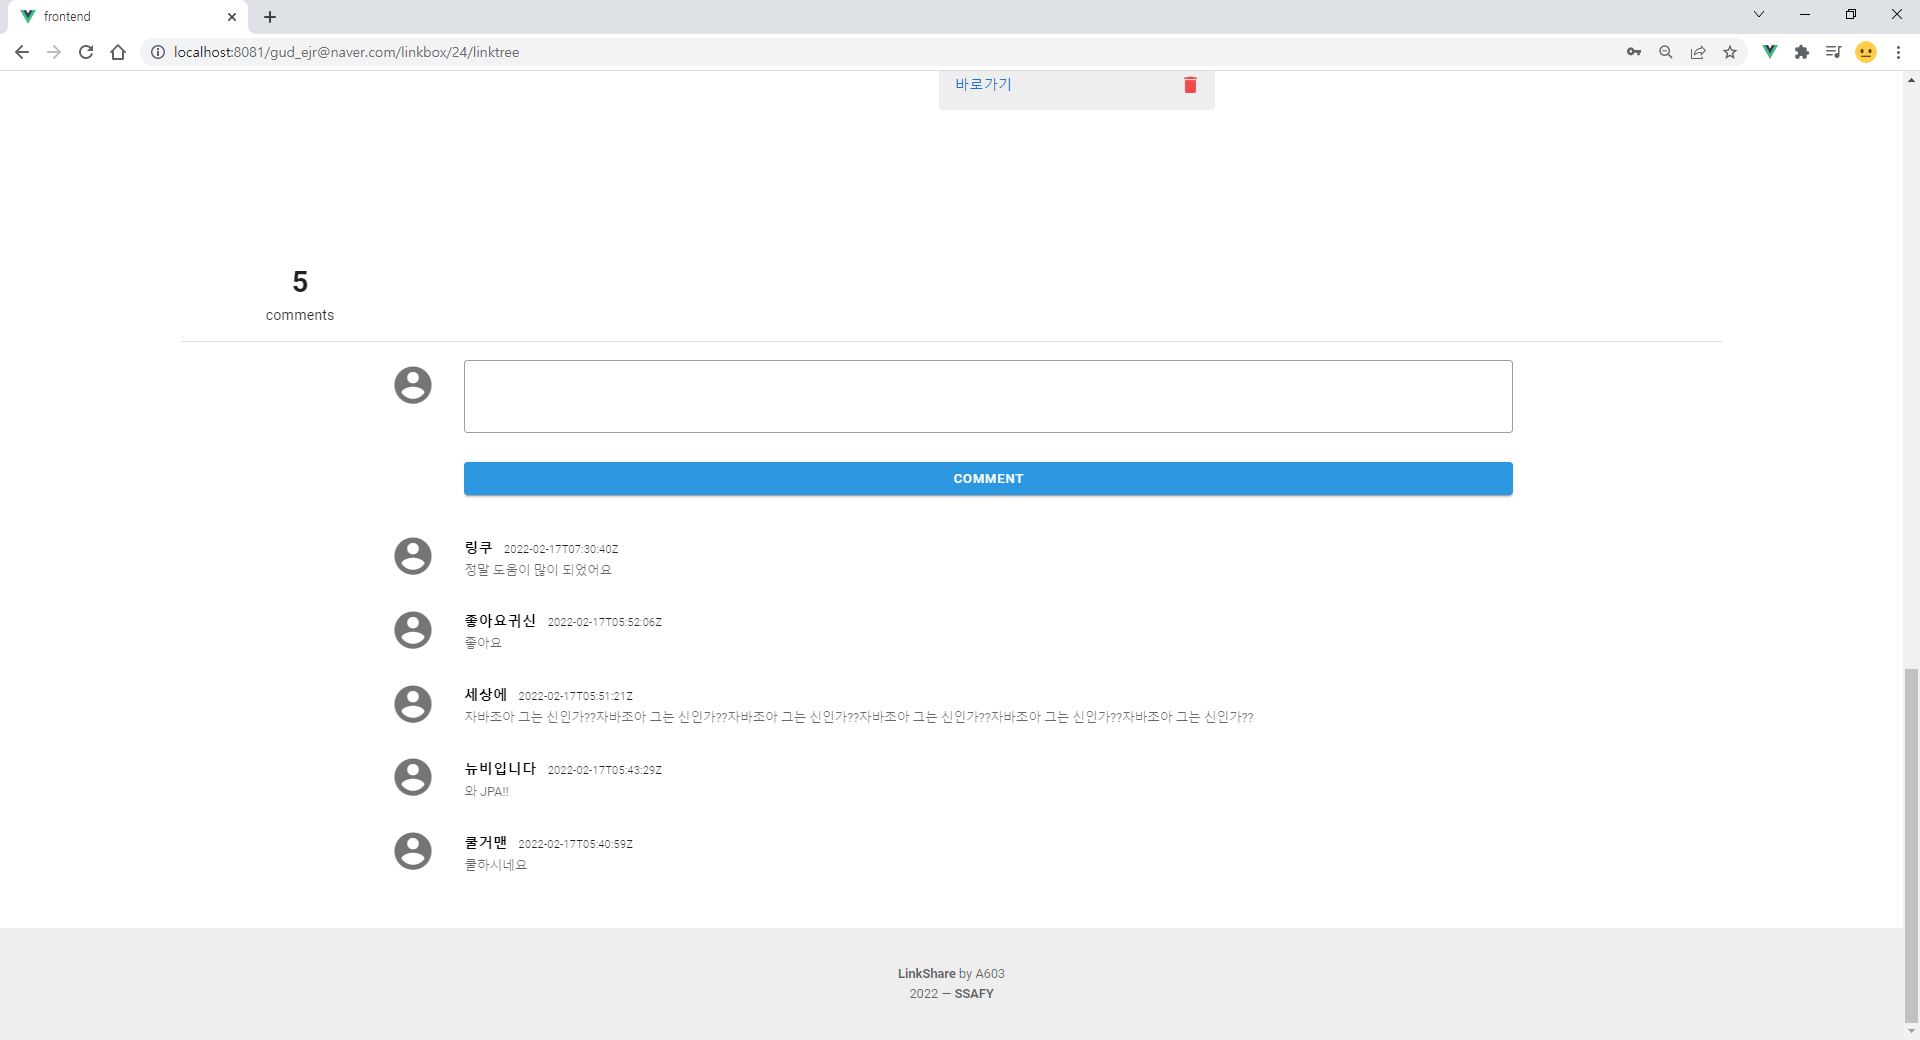 frontend
localhost:8081/gud_ejr@naver.com/linkbox/24/linktree
바로가기
5
comments
COMMENT
링쿠 2022-02-17T07:30:40Z
정말 도움이 많이 되었어요
좋아요귀신 2022-02-17T05:52:06Z
좋아요
세상에 2022-02-17T05:51:21Z
자바조아 그는 신인가??자바조아 그는 신인가??자바조아 그는 신인가??자바조아 그는 신인가??자바조아 그는 신인가??자바조아 그는 신인가??
뉴비입니다 2022-02-17T05:43:29Z
와 JPA!!
쿨거맨 2022-02-17T05:40:59Z
쿨하시네요
LinkShare by A603
2022 — SSAFY